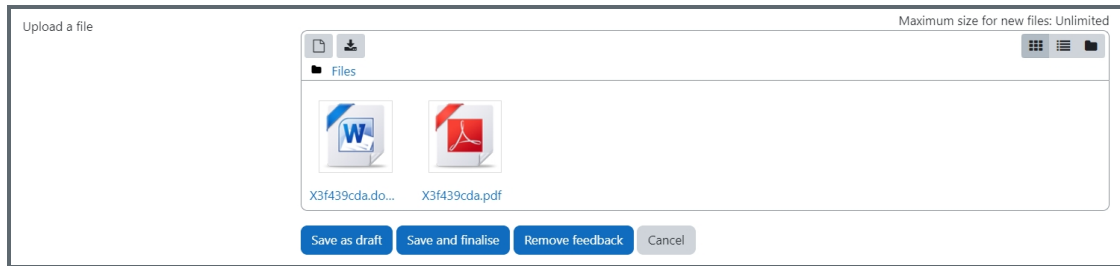 Upload a file
Maximum size for new files: Unlimited
Files
W
X3f439cda.do...
X3f439cda.pdf
Save as draft
Save and finalise
Remove feedback
Cancel